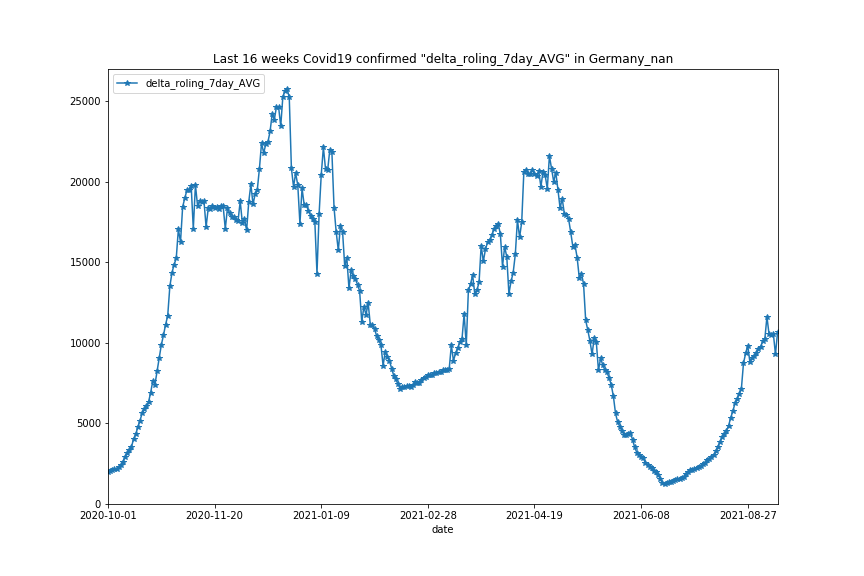 Last 16 weeks Covid19 confirmed "delta_roling_7day_AVG" in Germany_nan
delta_roling_7day_AVG
25000
20000
15000
10000
5000
0
2020-10-01 2020-11-20 2021-01-09 2021-02-28 2021-04-19 2021-06-08 2021-08-27
date